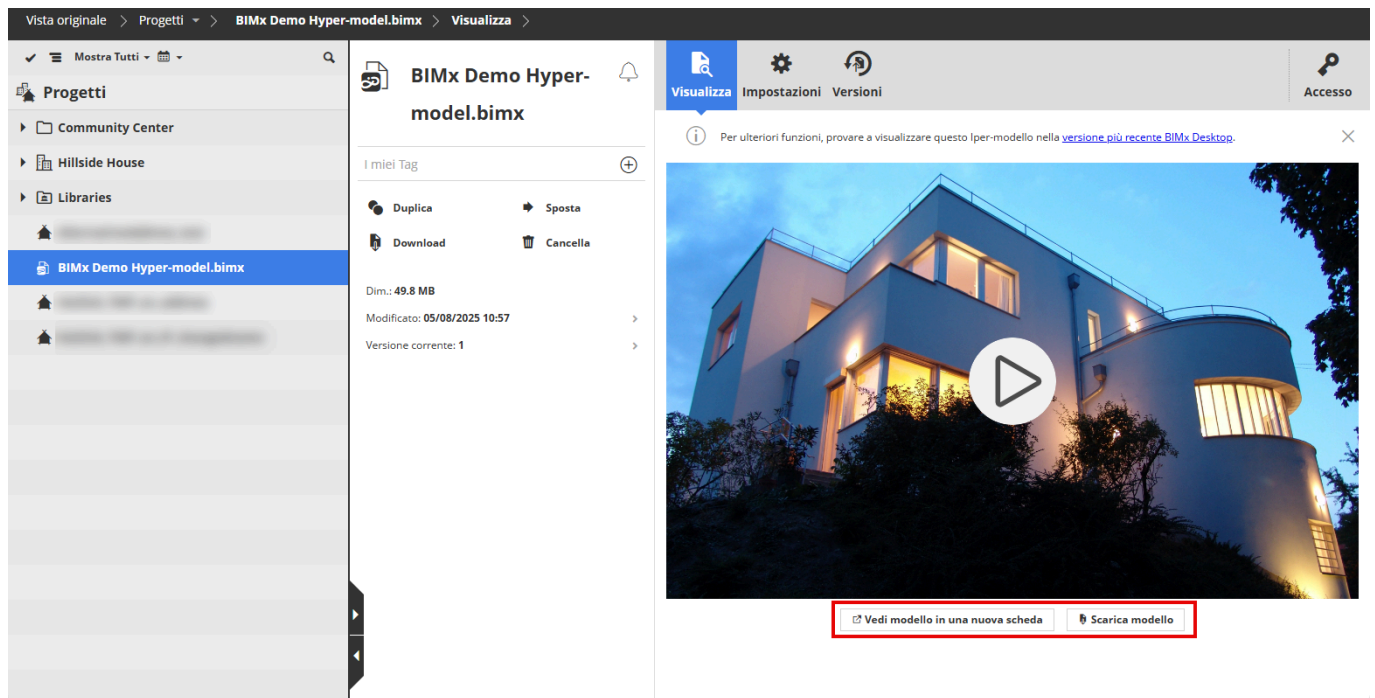 Vista originale > Progetti > BIMx Demo Hyper-model.bimx > Visualizza >
Mostra Tutti
Progetti
Community Center
Hillside House
Libraries
BIMx Demo Hyper-model.bimx
BIMx Demo Hyper-
model.bimx
I miei Tag
Duplica
Sposta
Download
Cancella
Dim.: 49.8 MB
Modificato: 05/08/2025 10:57
Versione corrente: 1
Visualizza
Impostazioni
Versioni
Accesso
Per ulteriori funzioni, provare a visualizzare questo Iper-modello nella versione più recente BIMx Desktop.
Vedi modello in una nuova scheda
Scarica modello